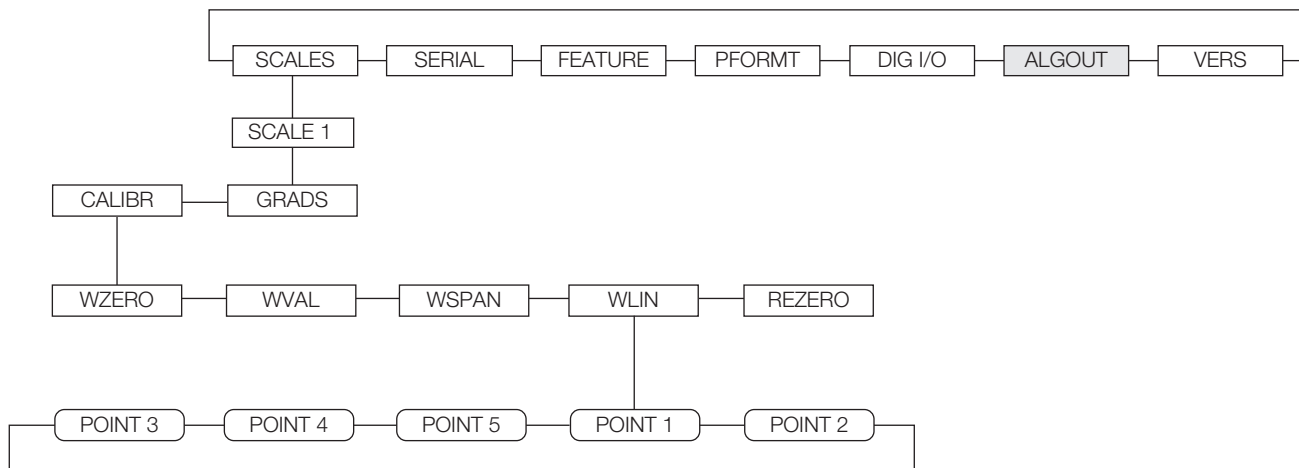 SCALES SERIAL FEATURE PFORMT DIG I/O ALGOUT VERS
SCALE 1
CALIBR GRADS
WZERO WVAL WSPAN WLIN REZERO
POINT 3 POINT 4 POINT 5 POINT 1 POINT 2